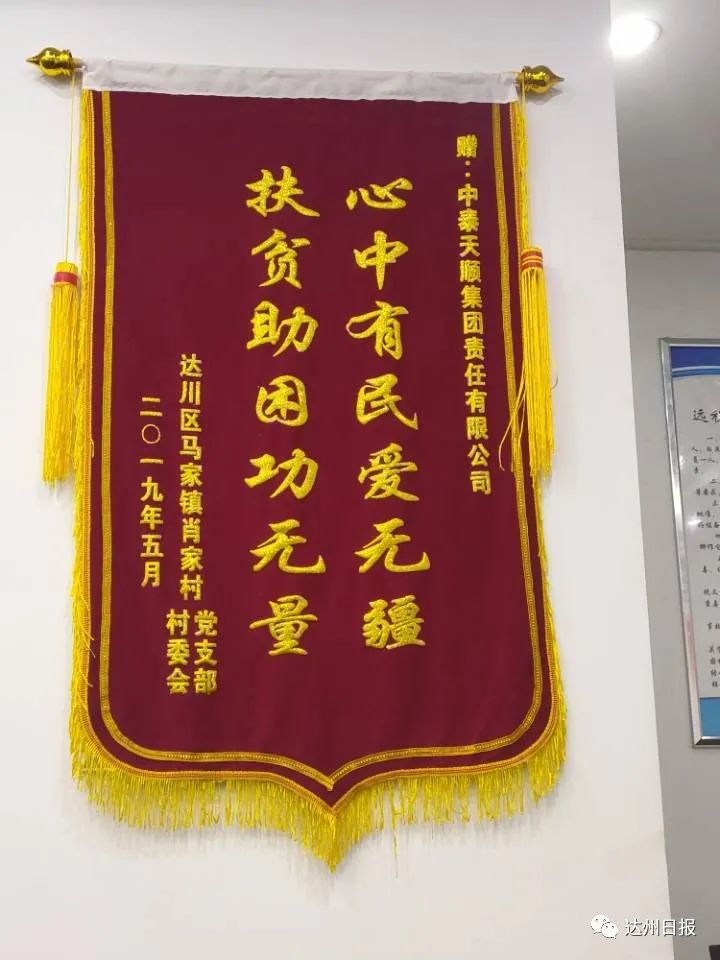 赠：中泰天顺集团责任有限公司
心中有民爱无疆
扶贫助困功无量
达川区马家镇肖家村
党支部
村委会
二〇一九年五月
达州日报